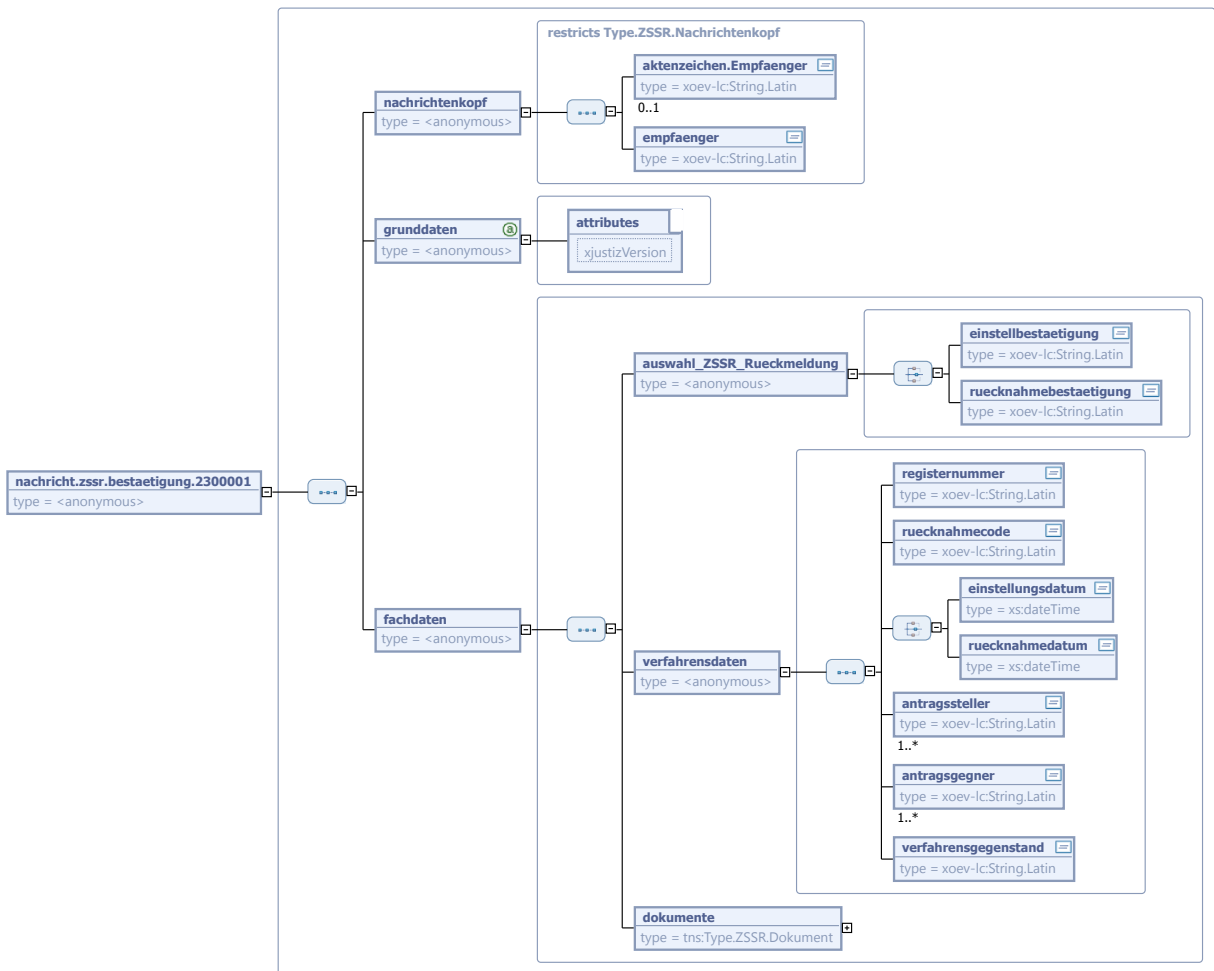 restricts Type.ZSSR.Nachrichtenkopf
aktenzeichen.Empfaenger
type = xoev-lc:String.Latin
0..1
nachrichtenkopf
type = <anonymous>
empfaenger
type = xoev-lc:String.Latin
grunddaten
a
type = <anonymous>
attributes
xjustizVersion
auswahl_ZSSR_Rueckmeldung
type = <anonymous>
einstellbestaetigung
type = xoev-lc:String.Latin
ruecknahmebestaetigung
type = xoev-lc:String.Latin
nachricht.zssr.bestaetigung.2300001
type = <anonymous>
fachdaten
type = <anonymous>
verfahrensdaten
type = <anonymous>
registernummer
type = xoev-lc:String.Latin
ruecknahmecode
type = xoev-lc:String.Latin
einstellungsdatum
type = xs:dateTime
ruecknahmedatum
type = xs:dateTime
antragssteller
type = xoev-lc:String.Latin
1..*
antragsgegner
type = xoev-lc:String.Latin
1..*
verfahrensgegenstand
type = xoev-lc:String.Latin
dokumente
type = tns:Type.ZSSR.Dokument